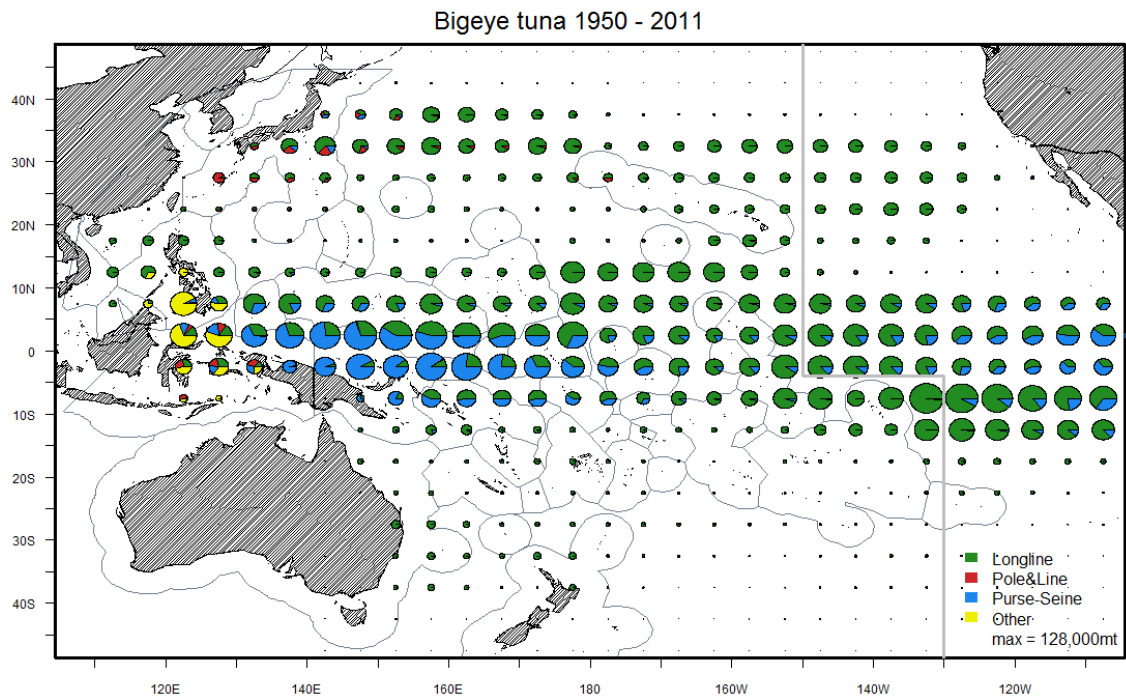 Bigeye tuna 1950 - 2011
40N
30N
20N
10N
0
10S
20S
30S
40S
Longline
Pole&Line
Purse-Seine
Other
max = 128,000mt
120E 140E 160E 180 160W 140W 120W